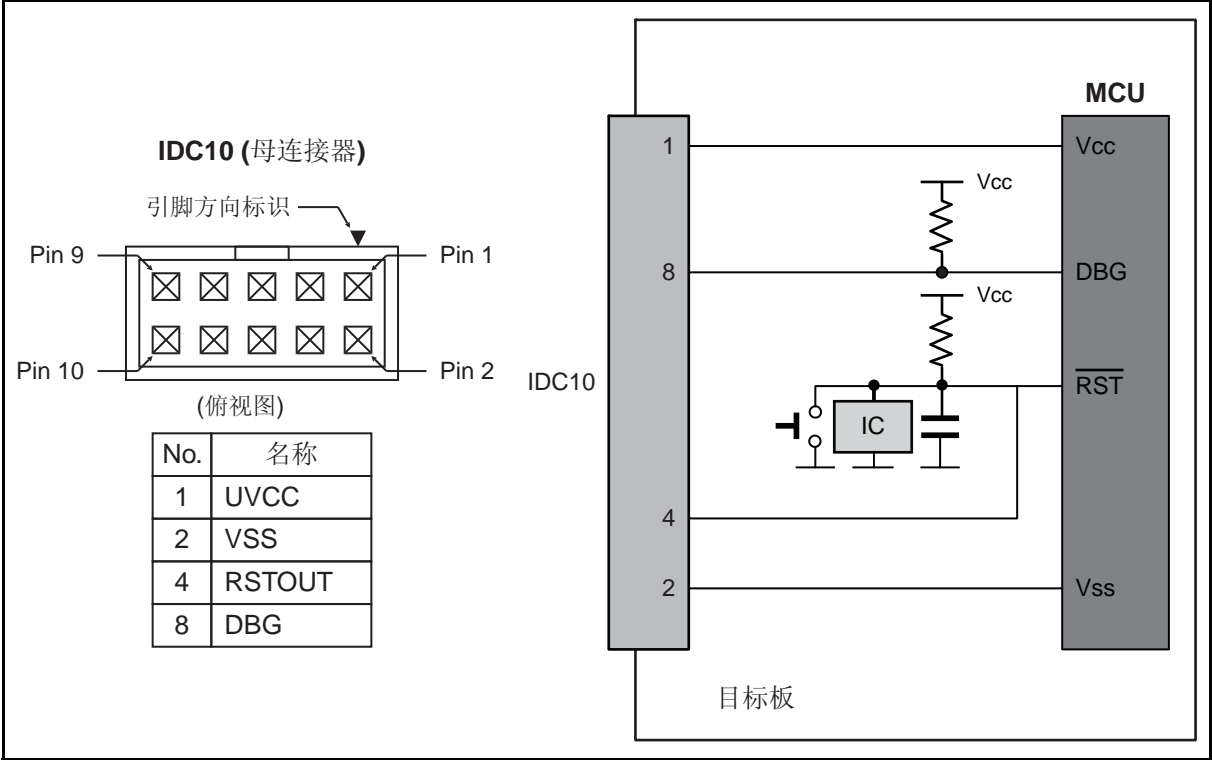 IDC10 (母连接器)
引脚方向标识
Pin 9
Pin 1
Pin 10
Pin 2
(俯视图)
No. 名称
1 UVCC
2 VSS
4 RSTOUT
8 DBG
MCU
1
Vcc
Vcc
8
DBG
Vcc
IDC10
RST
IC
4
2
Vss
目标板